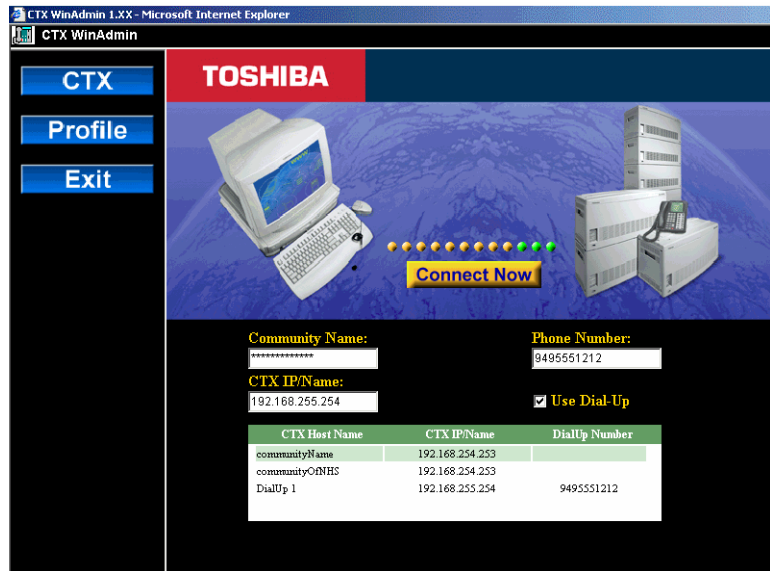 CTX WinAdmin 1.XX - Microsoft Internet Explorer
CTX WinAdmin
CTX
Profile
Exit
TOSHIBA
Connect Now
Community Name:
*************
Phone Number:
9495551212
CTX IP/Name:
192.168.255.254
Use Dial-Up
CTX Host Name CTX IP/Name DialUp Number
communityName 192.168.254.253
communityOfNHS 192.168.254.253
DialUp 1 192.168.255.254 9495551212